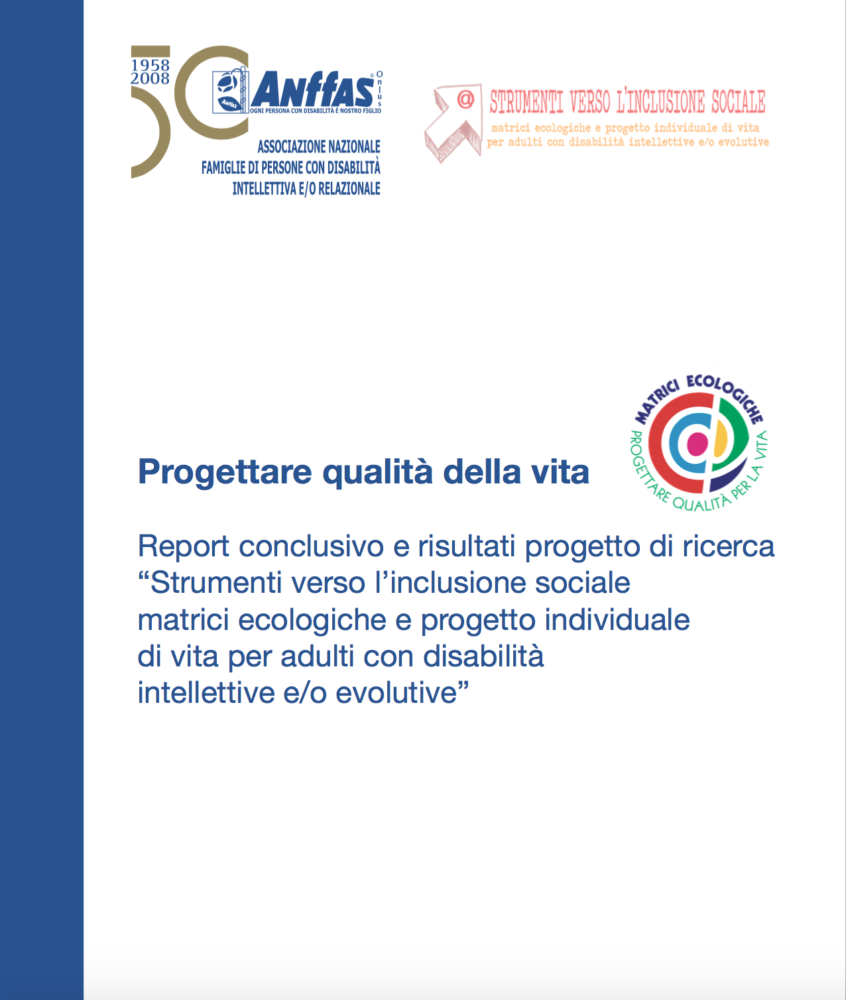 1958
2008
Anffas
Anffas ® Onlus
OGNI PERSONA CON DISABILITÀ È NOSTRO FIGLIO
ASSOCIAZIONE NAZIONALE
FAMIGLIE DI PERSONE CON DISABILITÀ
INTELLETTIVA E/O RELAZIONALE
@ STRUMENTI VERSO L'INCLUSIONE SOCIALE
matrici ecologiche e progetto individuale di vita
per adulti con disabilità intellettive e/o evolutive
MATRICI ECOLOGICHE
PROGETTARE QUALITÀ PER LA VITA
Progettare qualità della vita
Report conclusivo e risultati progetto di ricerca
“Strumenti verso l’inclusione sociale
matrici ecologiche e progetto individuale
di vita per adulti con disabilità
intellettive e/o evolutive”